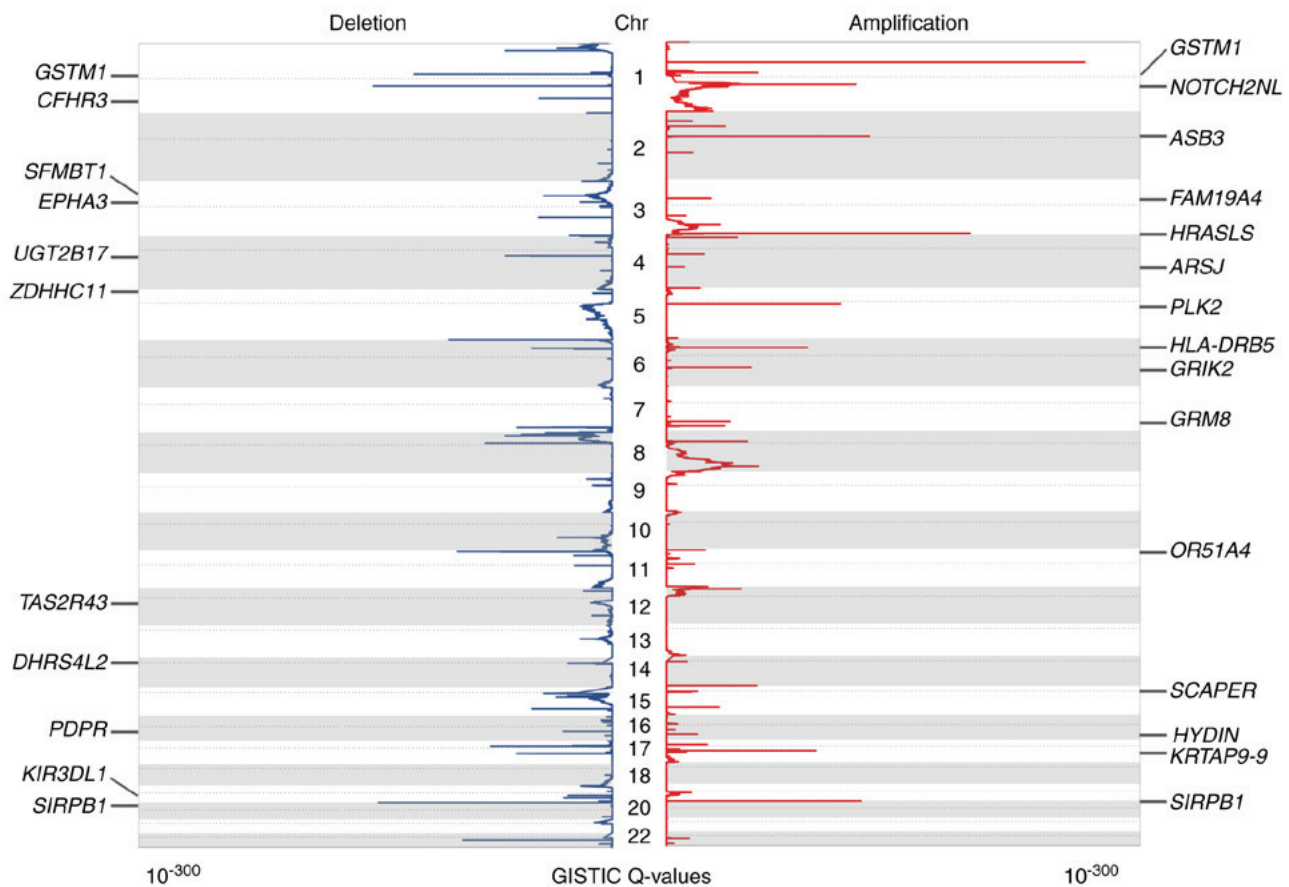 Deletion Chr Amplification
GSTM1
CFHR3
SFMBT1
EPHA3
UGT2B17
ZDHHC11
TAS2R43
DHRS4L2
PDPR
KIR3DL1
SIRPB1
1
2
3
4
5
6
7
8
9
10
11
12
13
14
15
16
17
18
20
22
GSTM1
NOTCH2NL
ASB3
FAM19A4
HRASLS
ARSJ
PLK2
HLA-DRB5
GRIK2
GRM8
OR51A4
SCAPER
HYDIN
KRTAP9-9
SIRPB1
10⁻³⁰⁰ GISTIC Q-values 10⁻³⁰⁰